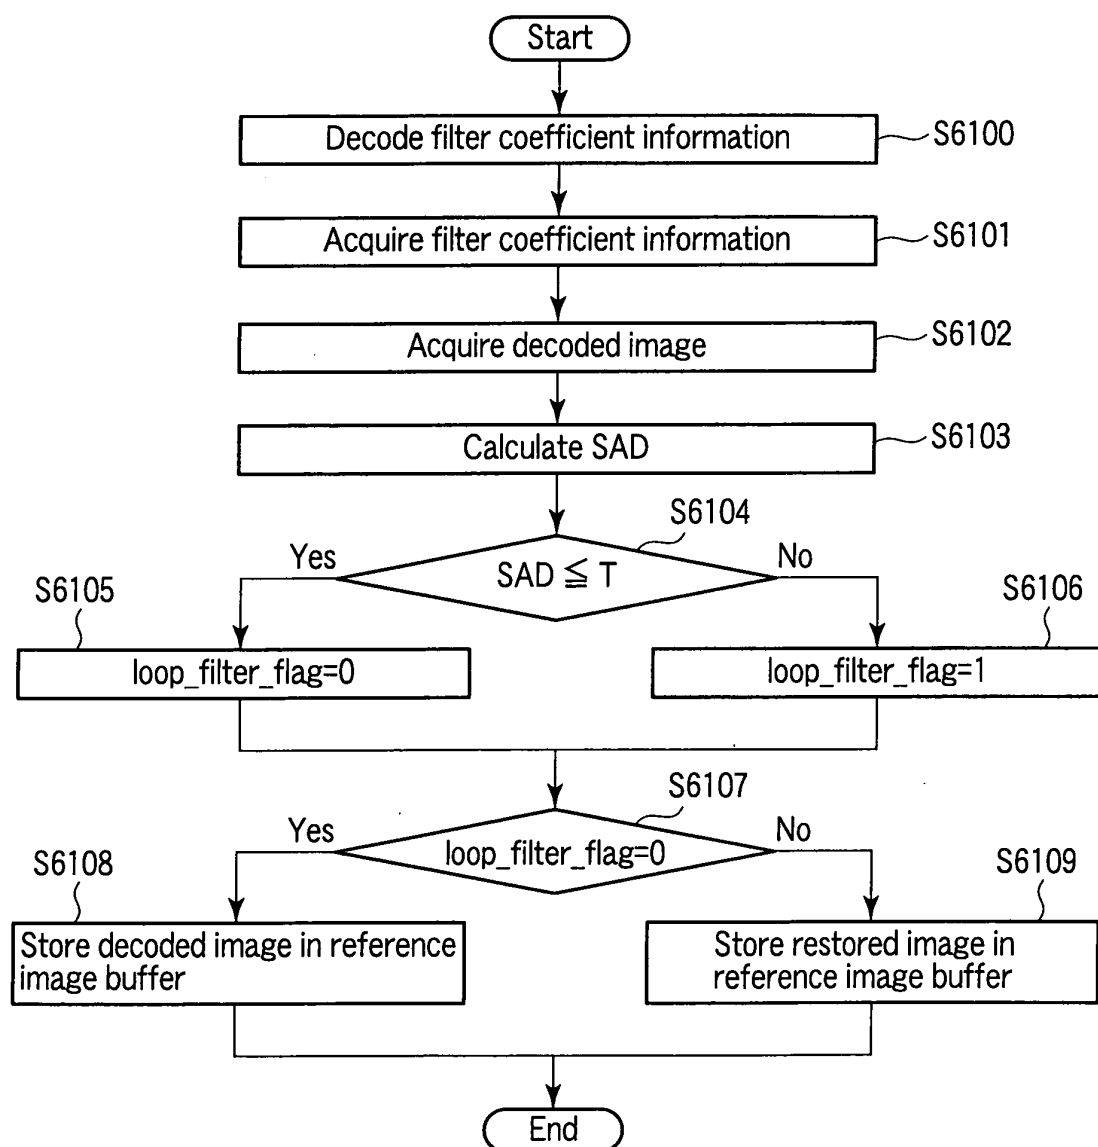 Start
Decode filter coefficient information
S6100
Acquire filter coefficient information
S6101
Acquire decoded image
S6102
Calculate SAD
S6103
S6104
Yes
SAD ≦ T
No
S6105
S6106
loop_filter_flag=0
loop_filter_flag=1
S6107
Yes
loop_filter_flag=0
No
S6108
S6109
Store decoded image in reference
image buffer
Store restored image in
reference image buffer
End